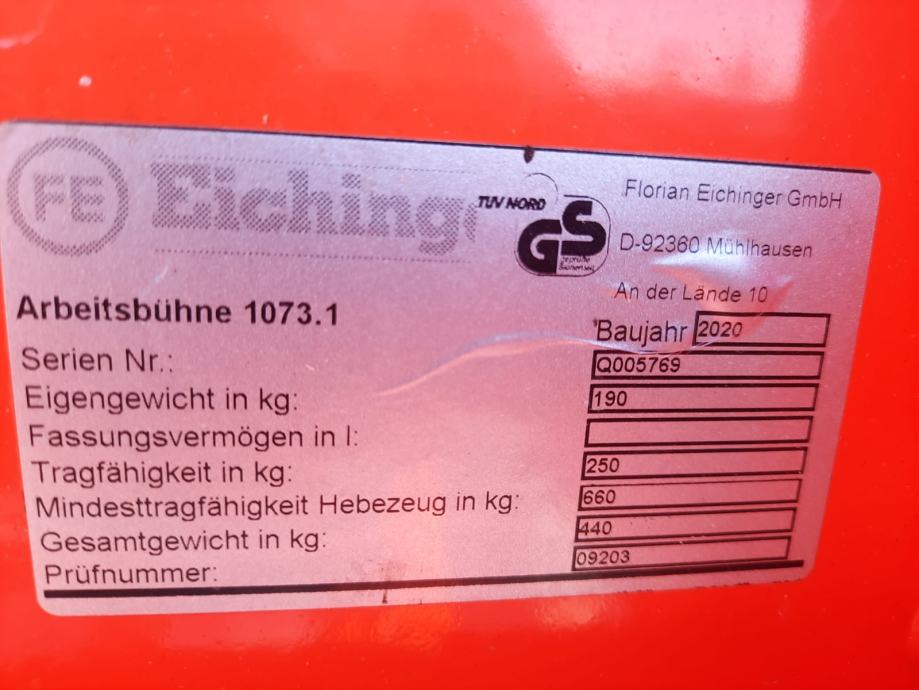 FE Eichinge
TÜV NORD
GS
geprüfte
Florian Eichinger GmbH
D-92360 Mühlhausen
An der Lände 10
Arbeitsbühne 1073.1
Baujahr 2020
Serien Nr.: Q005769
Eigengewicht in kg: 190
Fassungsvermögen in l:
Tragfähigkeit in kg: 250
Mindesttragfähigkeit Hebezeug in kg: 660
Gesamtgewicht in kg: 440
Prüfnummer: 09203